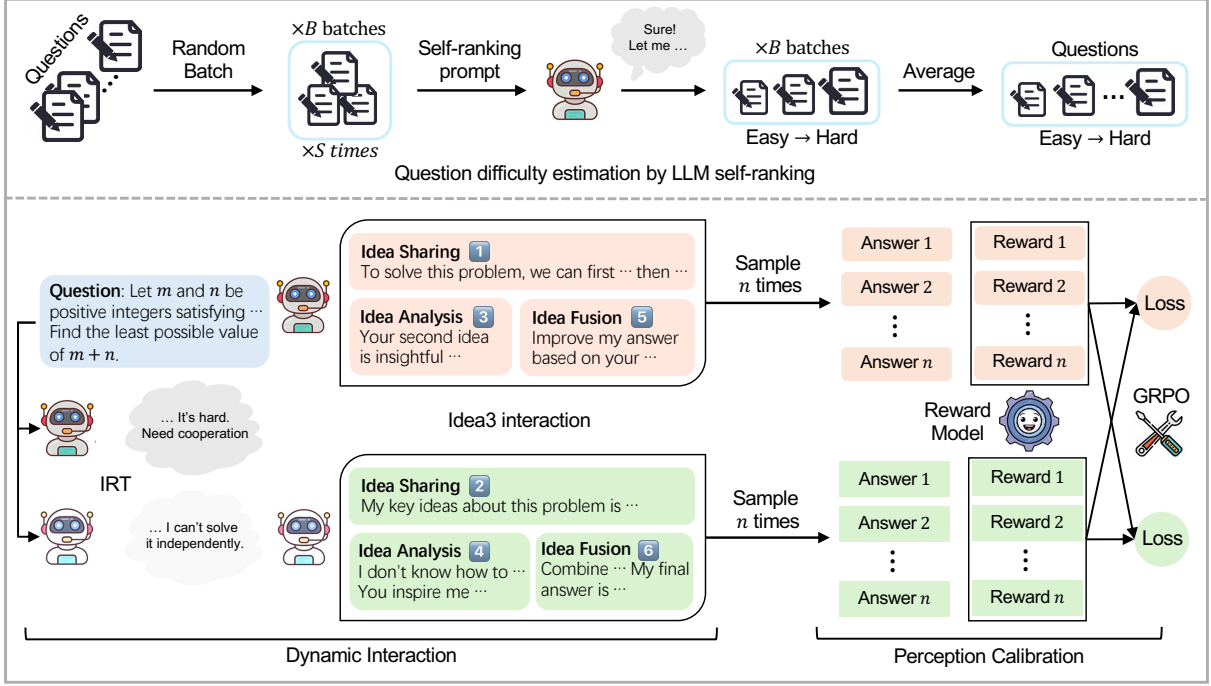 Questions
Random
Batch
×B batches
×S times
Self-ranking
prompt
Sure!
Let me …
×B batches
Easy → Hard
Average
Questions
Easy → Hard
Question difficulty estimation by LLM self-ranking
Question: Let m and n be
positive integers satisfying ···
Find the least possible value
of m + n.
… It's hard.
Need cooperation
IRT
… I can't solve
it independently.
Idea Sharing 1
To solve this problem, we can first ··· then ···
Idea Analysis 3
Your second idea
is insightful ···
Idea Fusion 5
Improve my answer
based on your ···
Idea3 interaction
Idea Sharing 2
My key ideas about this problem is ···
Idea Analysis 4
I don't know how to ···
You inspire me ···
Idea Fusion 6
Combine ··· My final
answer is ···
Dynamic Interaction
Sample
n times
Answer 1
Answer 2
Answer n
Reward 1
Reward 2
Reward n
Loss
Reward
Model
GRPO
Sample
n times
Answer 1
Answer 2
Answer n
Reward 1
Reward 2
Reward n
Loss
Perception Calibration